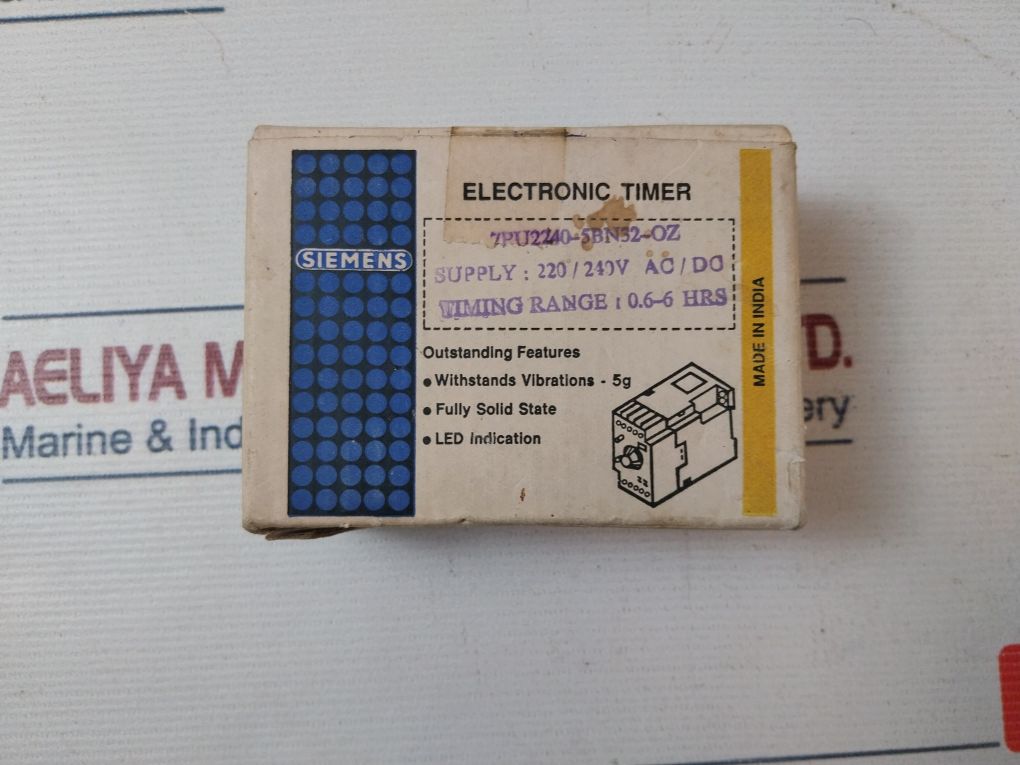 SIEMENS
ELECTRONIC TIMER
7PU2240-5BN32-OZ
SUPPLY : 220 / 240V AC / DC
TIMING RANGE : 0.6-6 HRS
Outstanding Features
• Withstands Vibrations - 5g
• Fully Solid State
• LED indication
MADE IN INDIA
AELIYA M
D.
Marine & Ind
ery